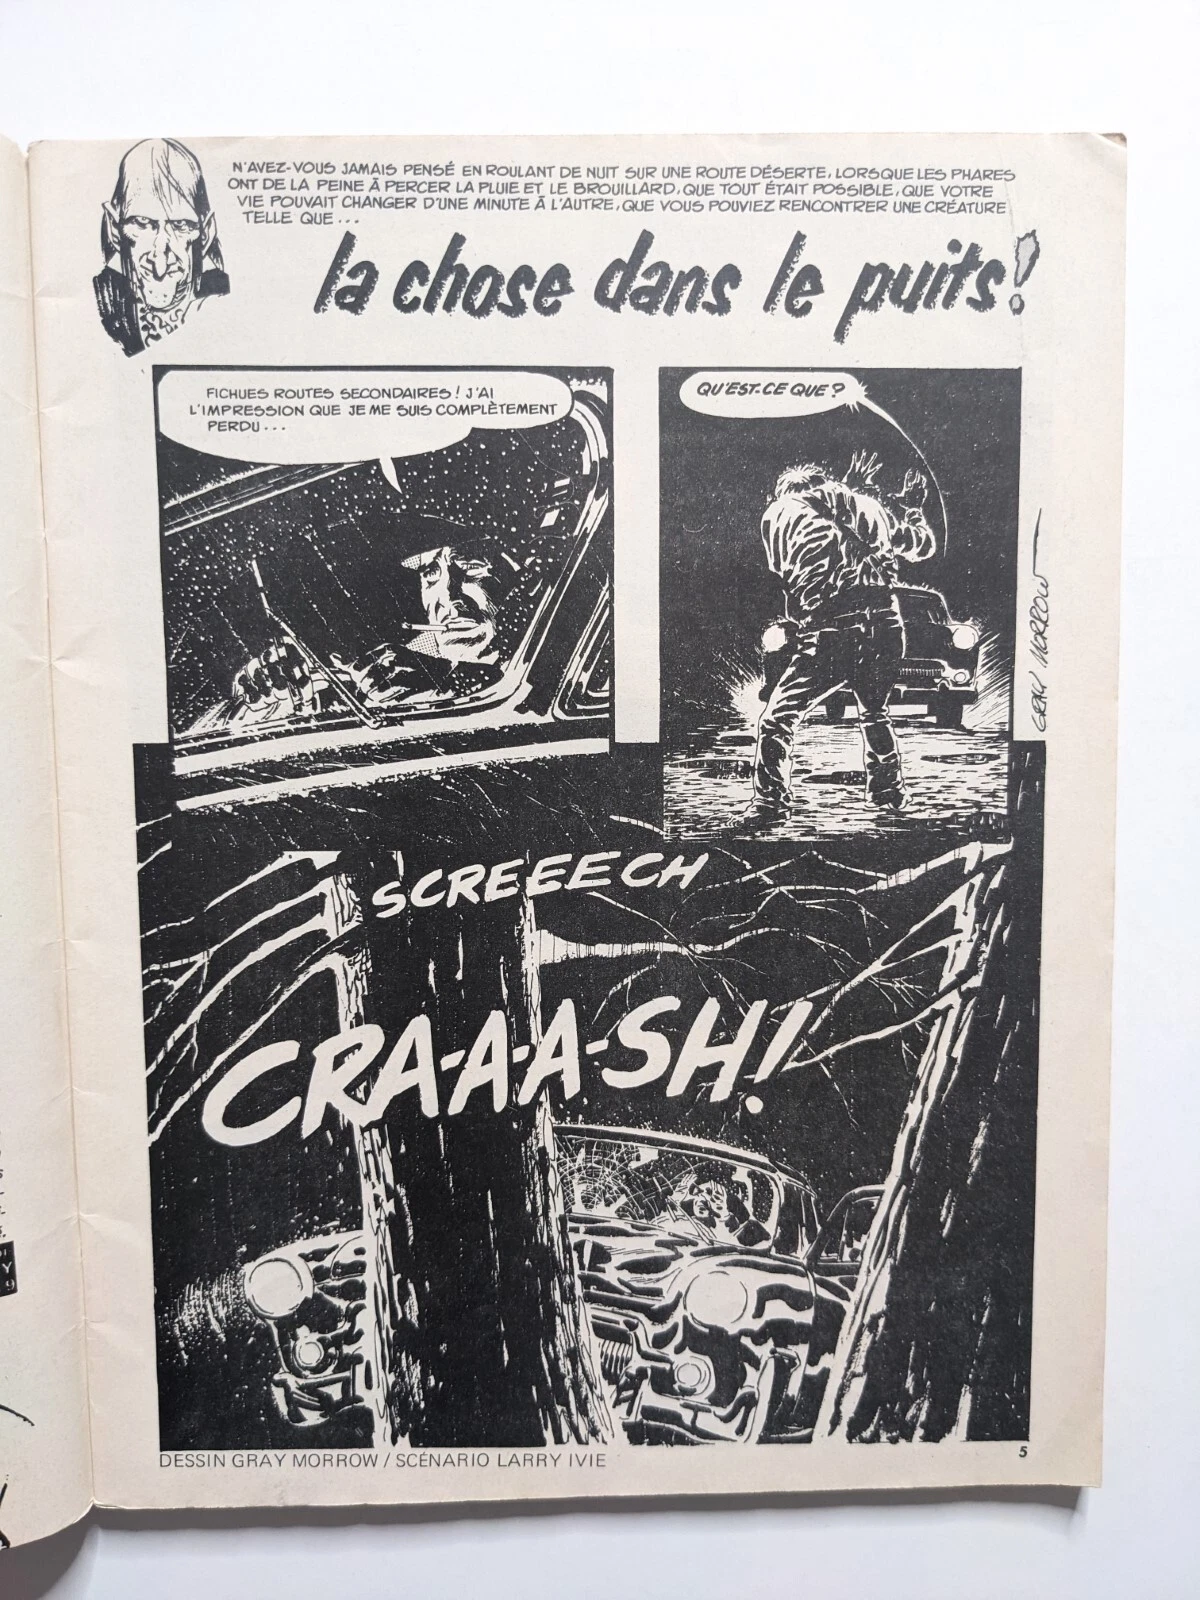 N'AVEZ-VOUS JAMAIS PENSÉ EN ROULANT DE NUIT SUR UNE ROUTE DÉSERTE, LORSQUE LES PHARES
ONT DE LA PEINE À PERCER LA PLUIE ET LE BROUILLARD, QUE TOUT ÉTAIT POSSIBLE, QUE VOTRE
VIE POUVAIT CHANGER D'UNE MINUTE À L'AUTRE, QUE VOUS POUVIEZ RENCONTRER UNE CRÉATURE
TELLE QUE...
la chose dans le puits!
FICHUES ROUTES SECONDAIRES! J'AI
L'IMPRESSION QUE JE ME SUIS COMPLÈTEMENT
PERDU...
QU'EST-CE QUE?
GRAY MORROW
SCREEECH
CRA-A-A-SH!
DESSIN GRAY MORROW / SCÉNARIO LARRY IVIE
5